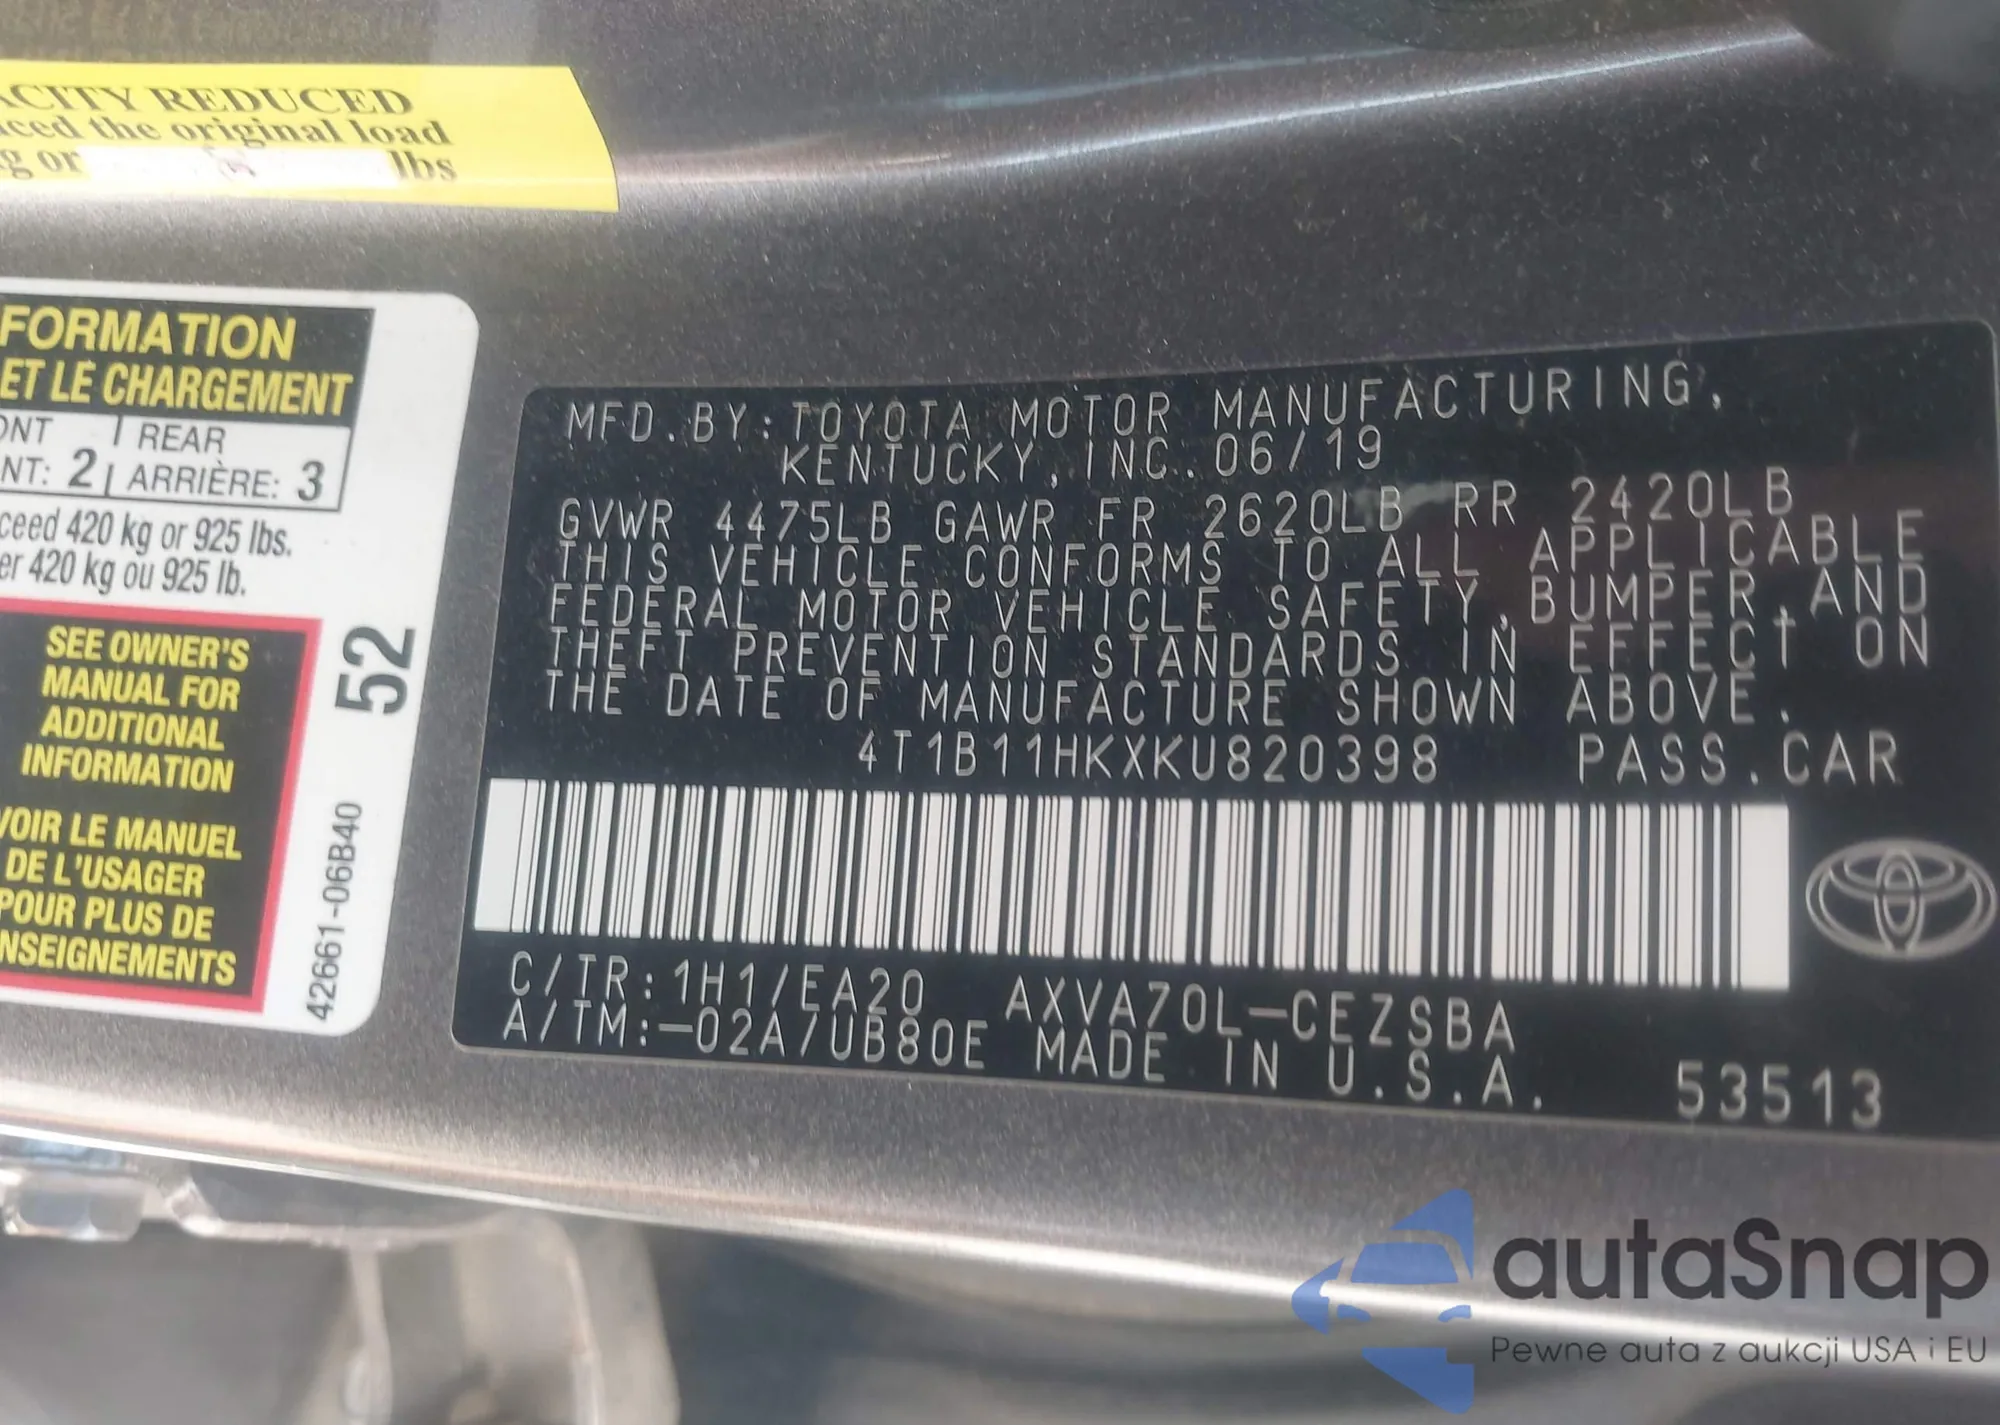 ACITY REDUCED
ced the original load
g or lbs
FORMATION
ET LE CHARGEMENT
ONT REAR
NT: 2 ARRIÈRE: 3
ceed 420 kg or 925 lbs.
er 420 kg ou 925 lb.
SEE OWNER'S
MANUAL FOR
ADDITIONAL
INFORMATION
VOIR LE MANUEL
DE L'USAGER
POUR PLUS DE
NSEIGNEMENTS
52
42661-06B40
MFD.BY:TOYOTA MOTOR MANUFACTURING,
KENTUCKY,INC.06/19
GVWR 4475LB GAWR FR 2620LB RR 2420LB
THIS VEHICLE CONFORMS TO ALL APPLICABLE
FEDERAL MOTOR VEHICLE SAFETY,BUMPER,AND
THEFT PREVENTION STANDARDS IN EFFECT ON
THE DATE OF MANUFACTURE SHOWN ABOVE.
4T1B11HKXKU820398 PASS.CAR
C/TR:1H1/EA20 AXVA70L-CEZSBA
A/TM:-02A/UB80E MADE IN U.S.A. 53513
autaSnap
Pewne auta z aukcji USA i EU